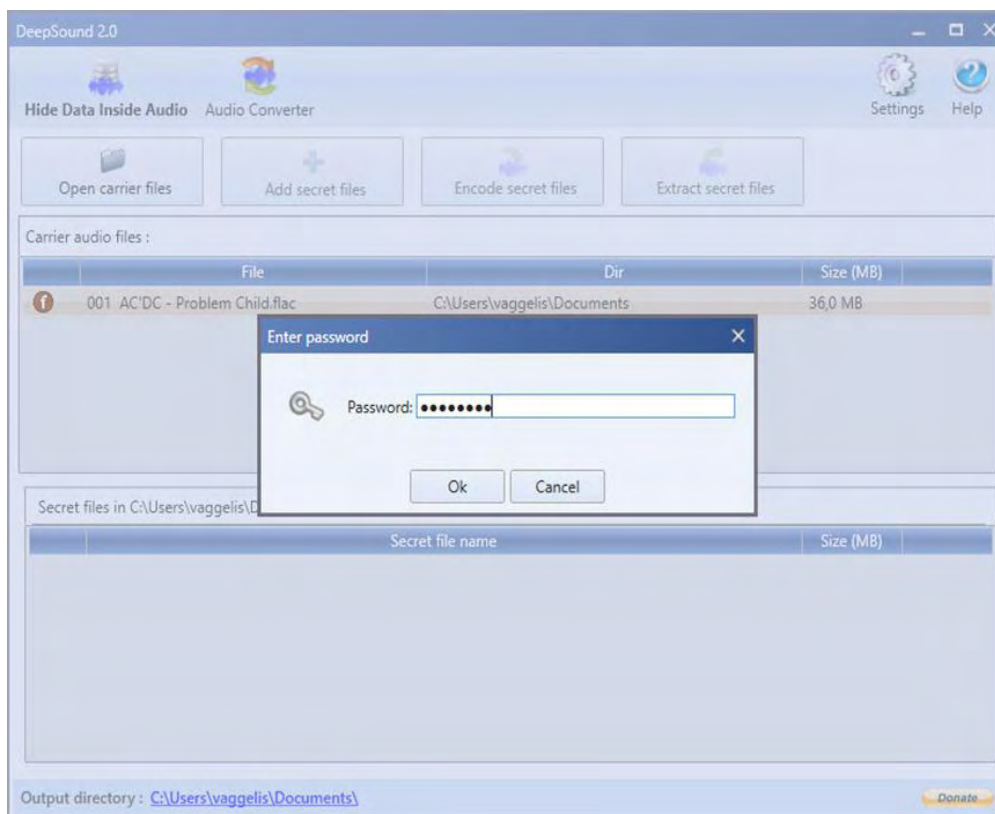 DeepSound 2.0
Hide Data Inside Audio Audio Converter Settings Help
Open carrier files Add secret files Encode secret files Extract secret files
Carrier audio files :
File Dir Size (MB)
f 001 AC'DC - Problem Child.flac C:\Users\vaggelis\Documents 36,0 MB
Enter password
Password: ●●●●●●●●
Ok Cancel
Secret files in C:\Users\vaggelis\D
Secret file name Size (MB)
Output directory : C:\Users\vaggelis\Documents\ Donate